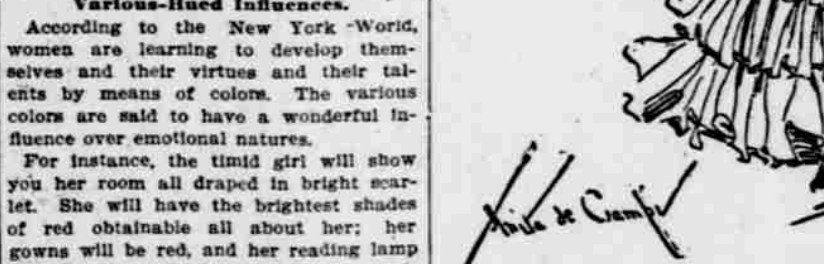 Various-Hued Influences.
According to the New York World,
women are learning to develop them-
selves and their virtues and their tal-
ents by means of colors. The various
colors are said to have a wonderful in-
fluence over emotional natures.
For instance, the timid girl will show
you her room all draped in bright scar-
let. She will have the brightest shades
of red obtainable all about her; her
gowns will be red, and her reading lamp
de